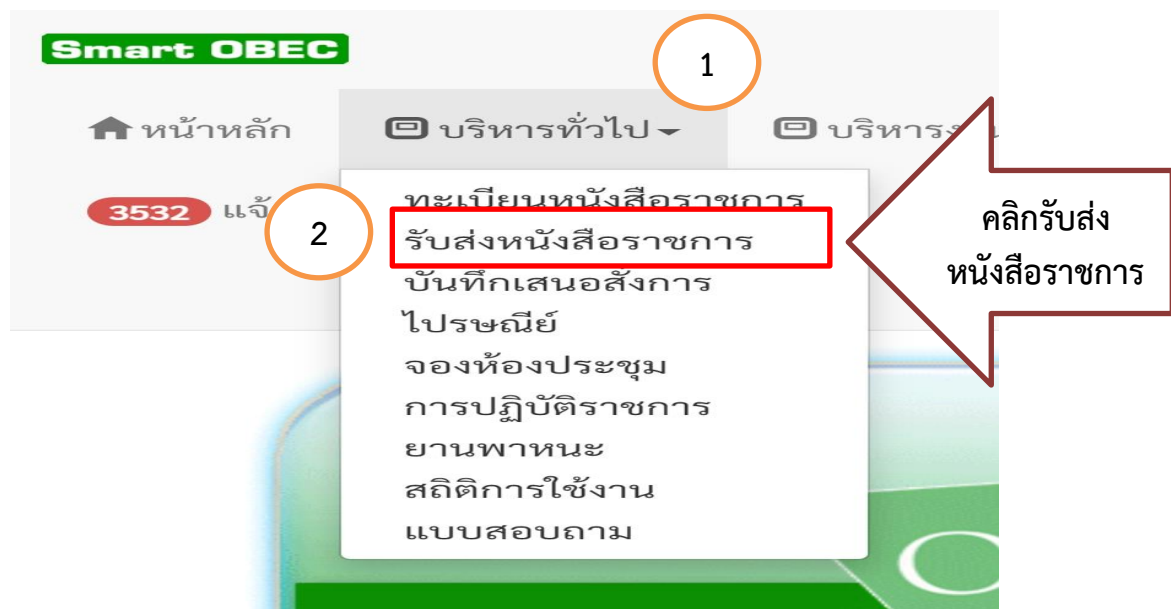 Smart OBEC
1
หน้าหลัก
บริหารทั่วไป
3532
2
ทะเบียนหนังสือราชการ
รับส่งหนังสือราชการ
บันทึกเสนอสั่งการ
ไปรษณีย์
จองห้องประชุม
การปฏิบัติราชการ
ยานพาหนะ
สถิติการใช้งาน
แบบสอบถาม
คลิกรับส่ง
หนังสือราชการ